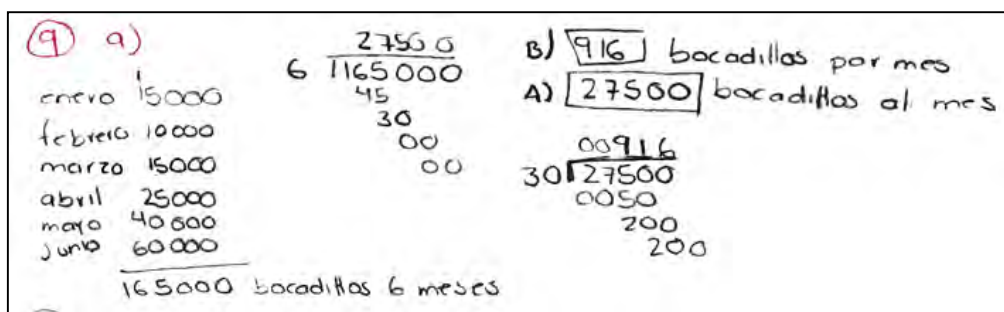 9 a)
enero 15000
febrero 10000
marzo 15000
abril 25000
mayo 40000
junio 60000
165000 bocadillos 6 meses
27500
6 165000
45
30
00
00
B) 916 bocadillos por mes
A) 27500 bocadillos al mes
00916
30 27500
0050
200
200